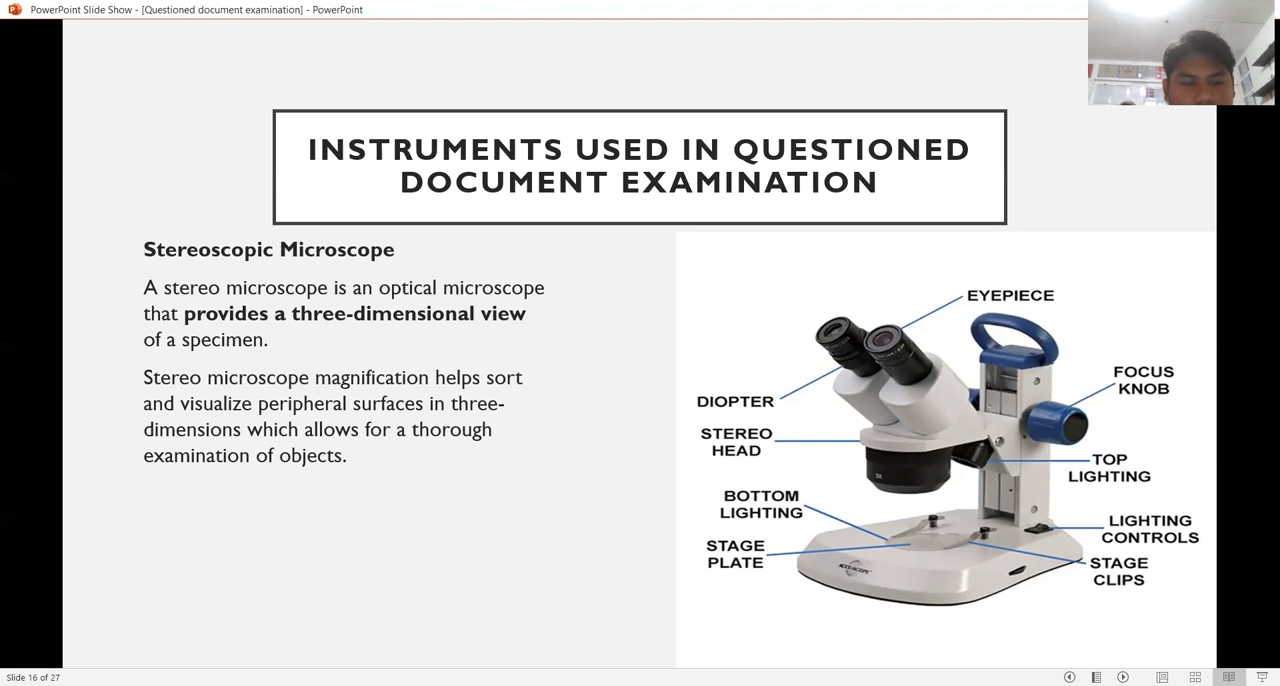 PowerPoint Slide Show - [Questioned document examination] - PowerPoint
INSTRUMENTS USED IN QUESTIONED
DOCUMENT EXAMINATION
Stereoscopic Microscope
A stereo microscope is an optical microscope
that provides a three-dimensional view
of a specimen.
Stereo microscope magnification helps sort
and visualize peripheral surfaces in three-
dimensions which allows for a thorough
examination of objects.
EYEPIECE
FOCUS
KNOB
DIOPTER
STEREO
HEAD
TOP
LIGHTING
BOTTOM
LIGHTING
LIGHTING
CONTROLS
STAGE
PLATE
STAGE
CLIPS
ACCU-SCOPE
Slide 16 of 27